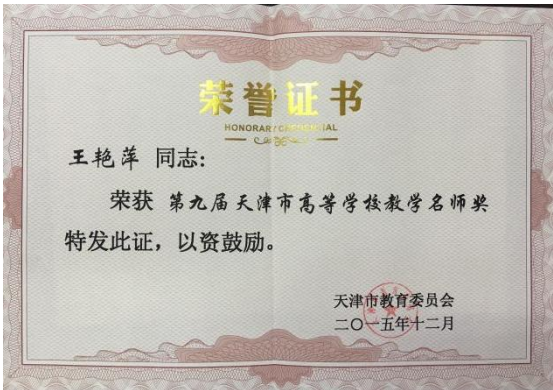 荣誉证书
HONORARY CREDENTIAL
王艳萍 同志:
荣获 第九届天津市高等学校教学名师奖
特发此证，以资鼓励。
天津市教育委员会
二〇一五年十二月